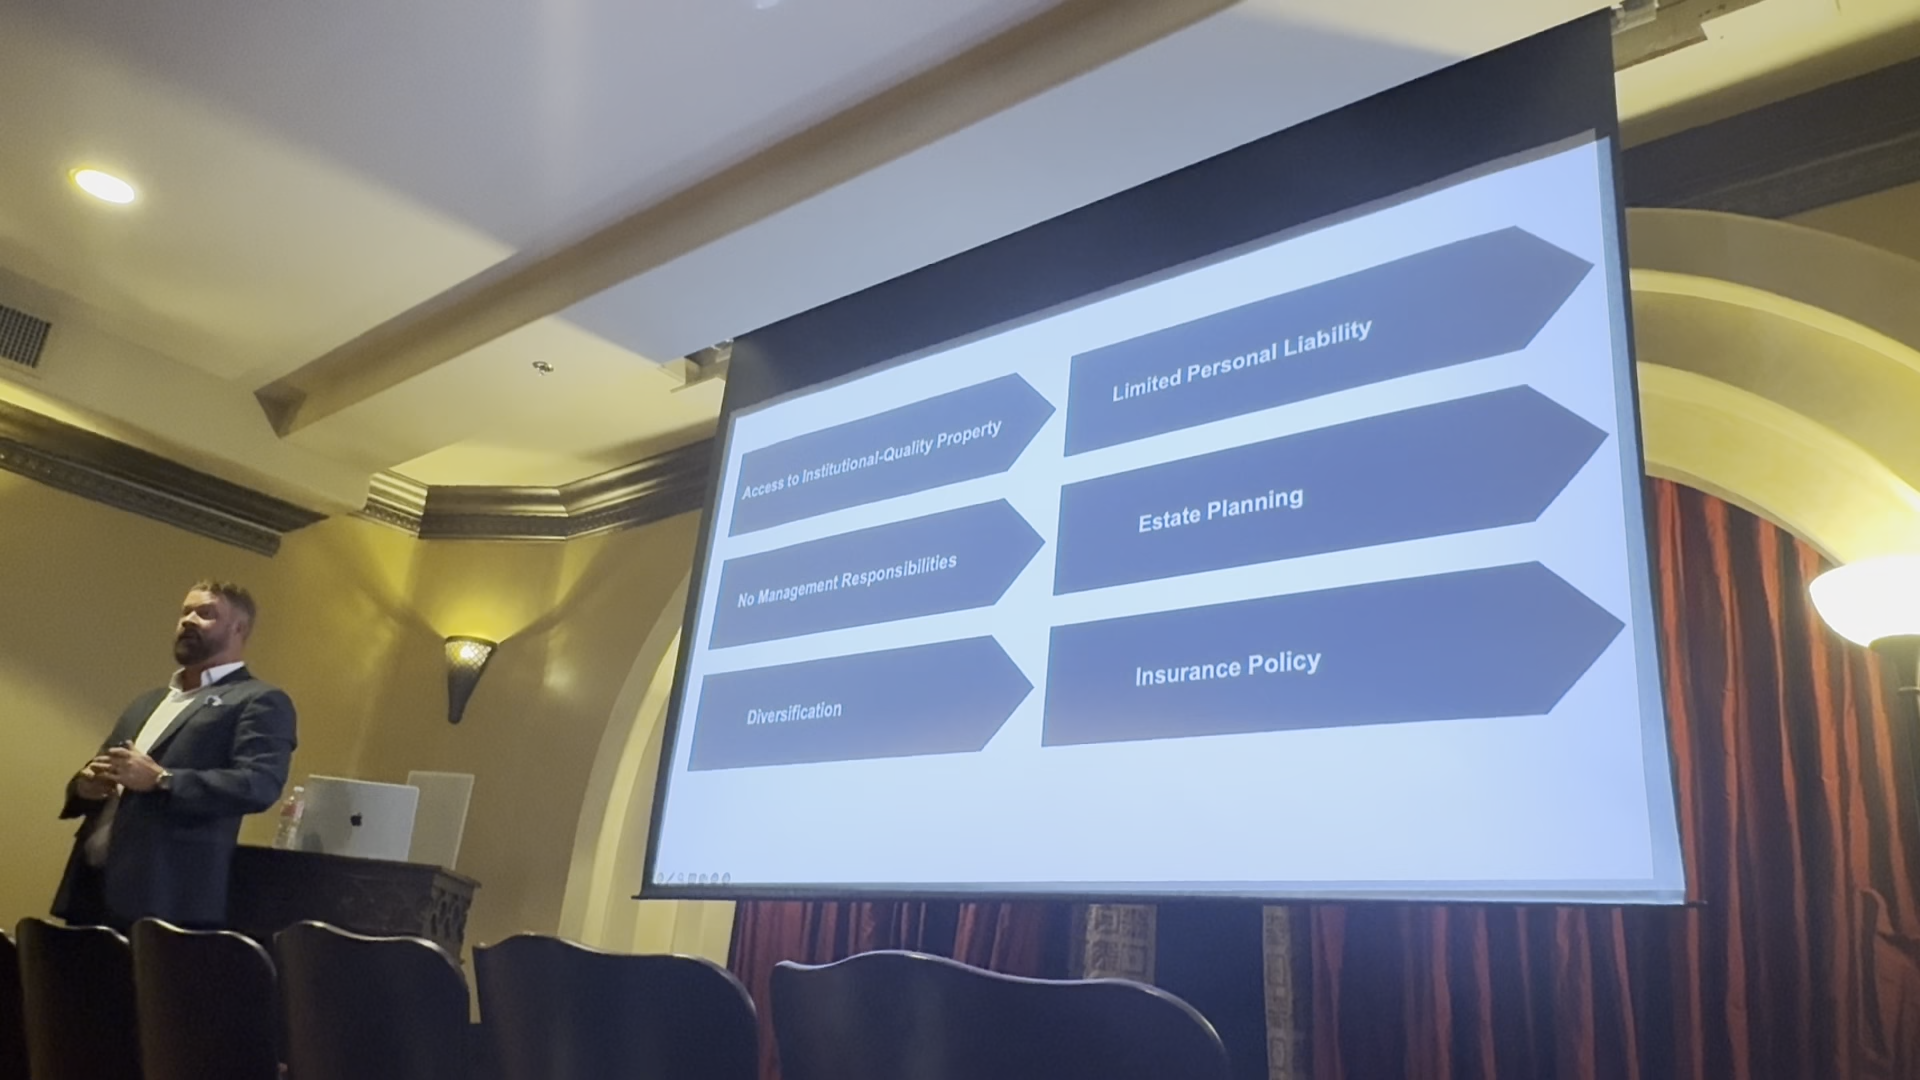 Access to Institutional-Quality Property
No Management Responsibilities
Diversification
Limited Personal Liability
Estate Planning
Insurance Policy